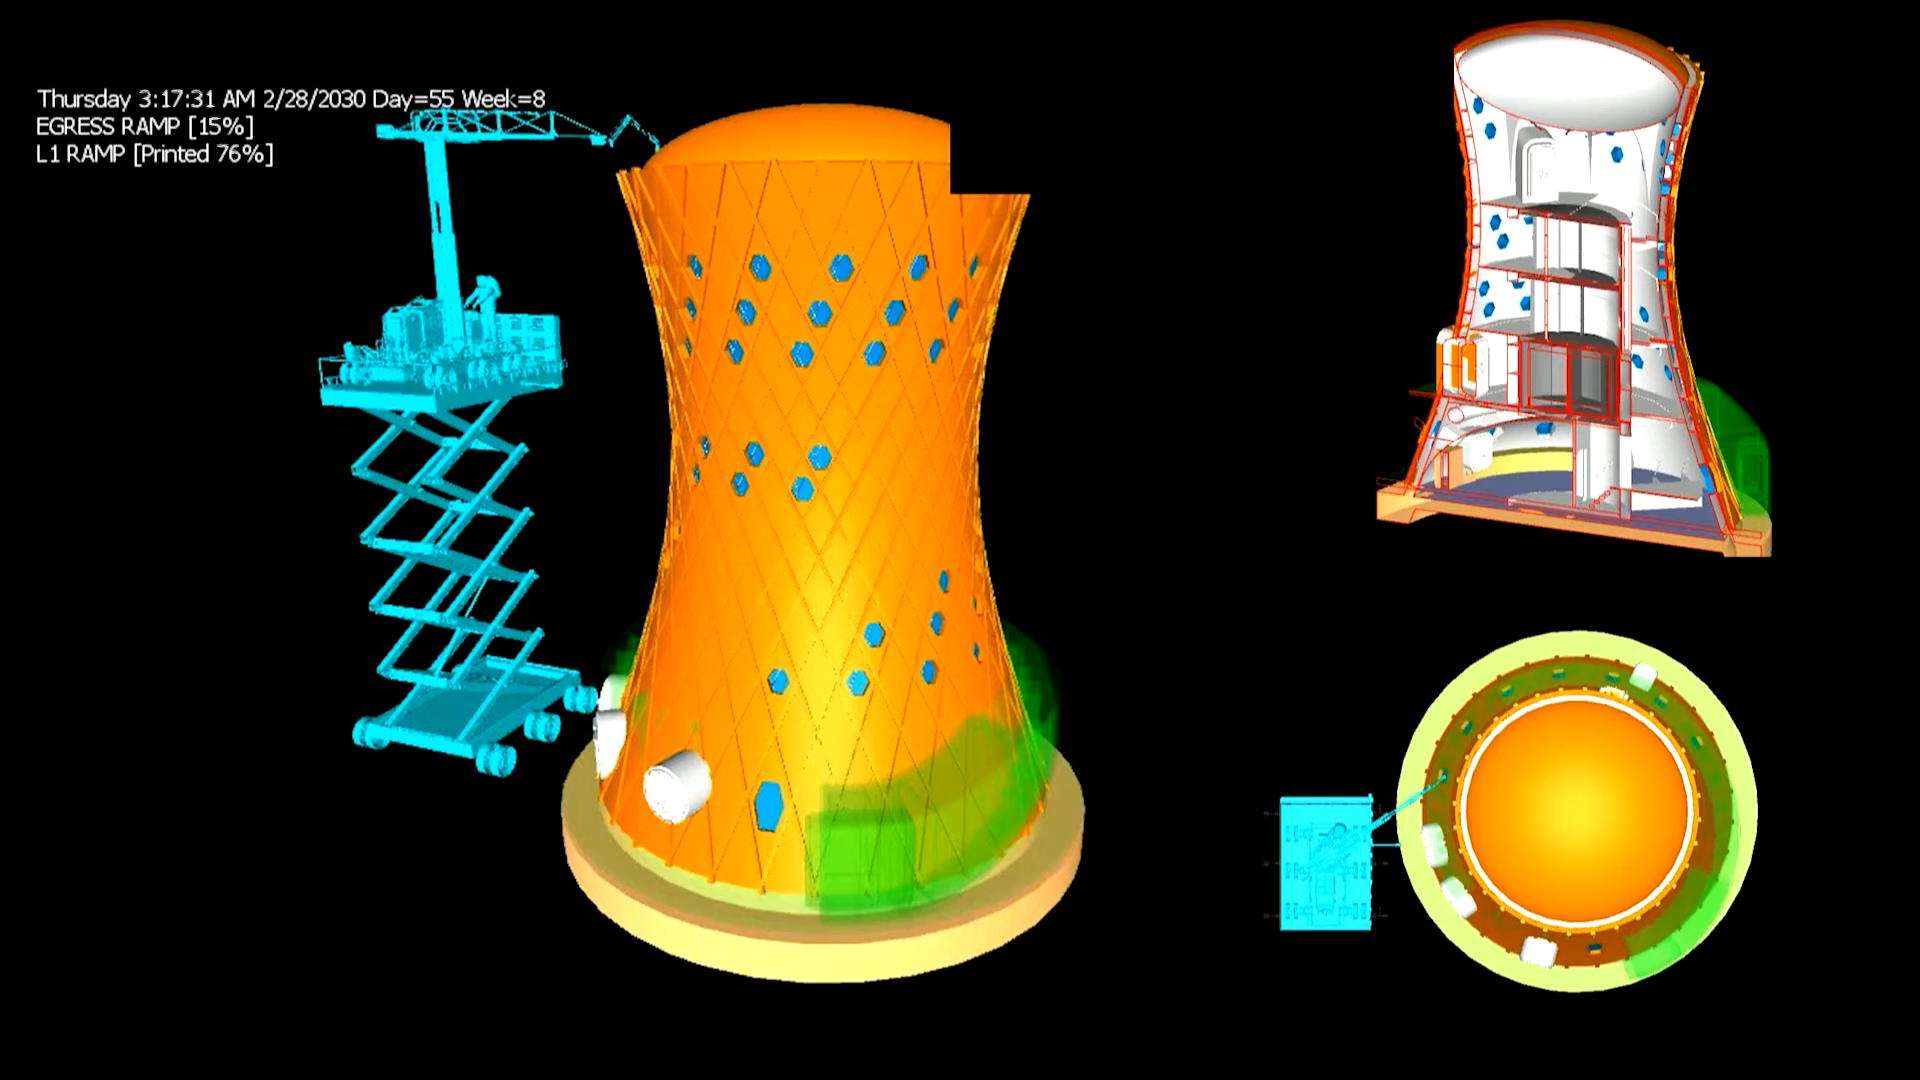 Thursday 3:17:31 AM 2/28/2030 Day=55 Week=8
EGRESS RAMP [15%]
L1 RAMP [Printed 76%]